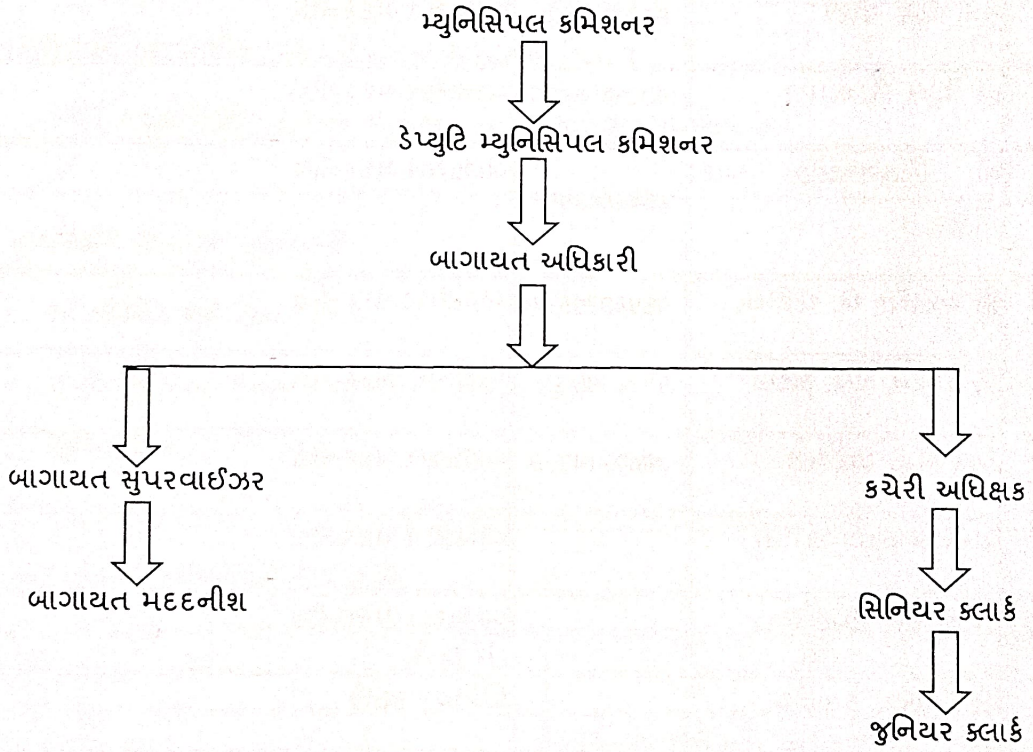 મ્યુનિસિપલ કમિશનર
ડેપ્યુટિ મ્યુનિસિપલ કમિશનર
બાગાયત અધિકારી
બાગાયત સુપરવાઈઝર
કચેરી અધિક્ષક
બાગાયત મદદનીશ
સિનિયર ક્લાર્ક
જુનિયર ક્લાર્ક